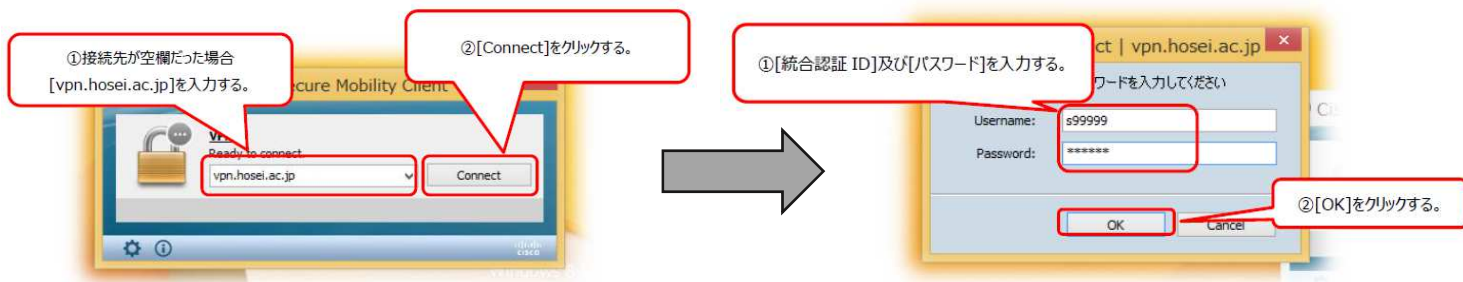 ①接続先が空欄だった場合
[vpn.hosei.ac.jp]を入力する。
②[Connect]をクリックする。
ecure Mobility Client
VPN
Ready to connect.
vpn.hosei.ac.jp
Connect
cisco
①[統合認証 ID]及び[パスワード]を入力する。
ct | vpn.hosei.ac.jp
ワードを入力してください
Username:
s99999
Password:
******
②[OK]をクリックする。
OK
Cancel